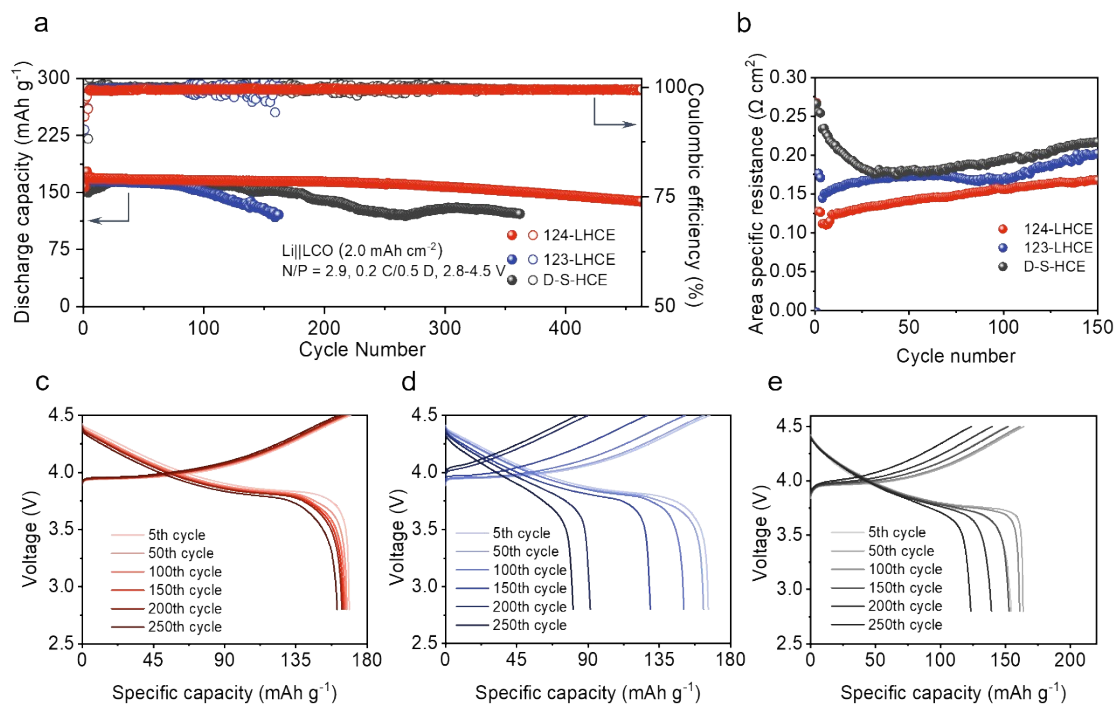 a
300
225
150
75
0
Discharge capacity (mAh g⁻¹)
100
75
50
Coulombic efficiency (%)
Li||LCO (2.0 mAh cm⁻²)
N/P = 2.9, 0.2 C/0.5 D, 2.8-4.5 V
124-LHCE
123-LHCE
D-S-HCE
0 100 200 300 400
Cycle Number
b
0.30
0.25
0.20
0.15
0.10
0.05
0.00
Area specific resistance (Ω cm²)
124-LHCE
123-LHCE
D-S-HCE
0 50 100 150
Cycle number
c
4.5
4.0
3.5
3.0
2.5
Voltage (V)
5th cycle
50th cycle
100th cycle
150th cycle
200th cycle
250th cycle
0 45 90 135 180
Specific capacity (mAh g⁻¹)
d
4.5
4.0
3.5
3.0
2.5
Voltage (V)
5th cycle
50th cycle
100th cycle
150th cycle
200th cycle
250th cycle
0 45 90 135 180
Specific capacity (mAh g⁻¹)
e
4.5
4.0
3.5
3.0
2.5
Voltage (V)
5th cycle
50th cycle
100th cycle
150th cycle
200th cycle
250th cycle
0 50 100 150 200
Specific capacity (mAh g⁻¹)